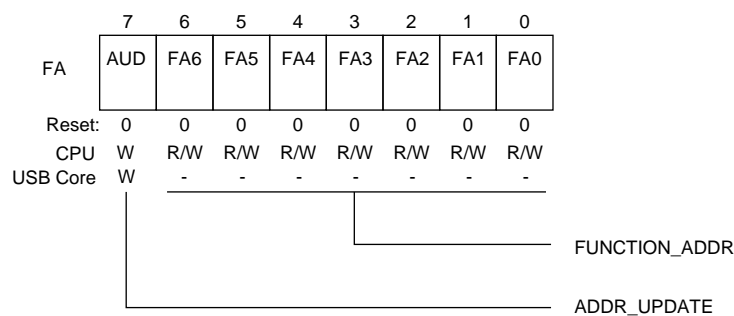 7 6 5 4 3 2 1 0
FA AUD FA6 FA5 FA4 FA3 FA2 FA1 FA0
Reset: 0 0 0 0 0 0 0 0
CPU W R/W R/W R/W R/W R/W R/W R/W
USB Core W - - - - - - -
FUNCTION_ADDR
ADDR_UPDATE